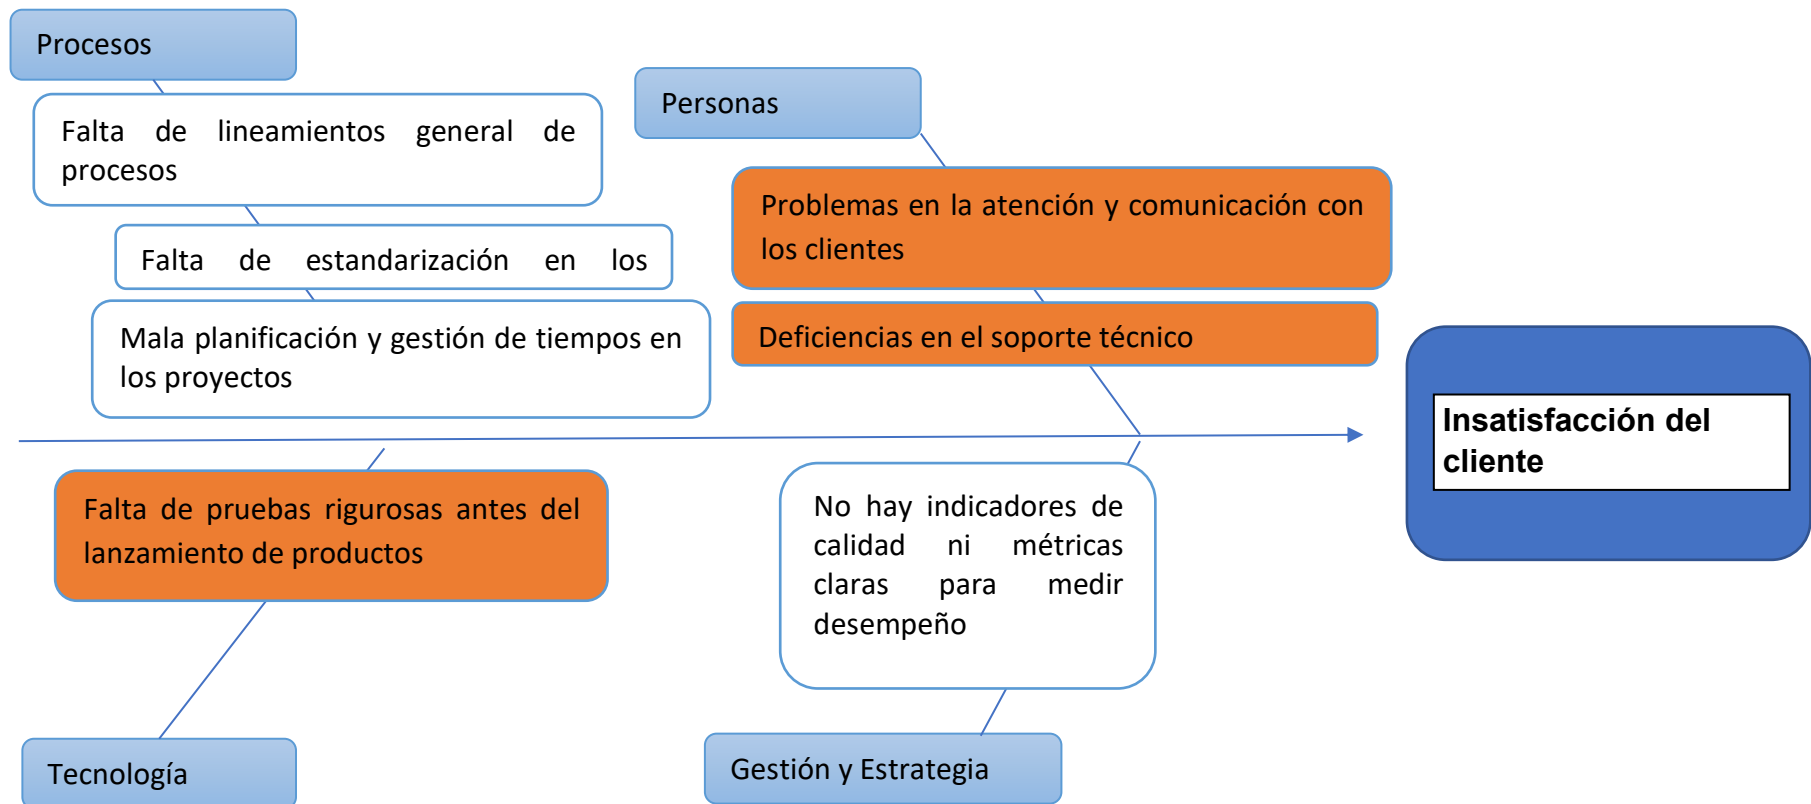 Procesos
Falta de lineamientos general de
procesos
Falta de estandarización en los
Mala planificación y gestión de tiempos en
los proyectos
Personas
Problemas en la atención y comunicación con
los clientes
Deficiencias en el soporte técnico
Insatisfacción del
cliente
Falta de pruebas rigurosas antes del
lanzamiento de productos
Tecnología
No hay indicadores de
calidad ni métricas
claras para medir
desempeño
Gestión y Estrategia